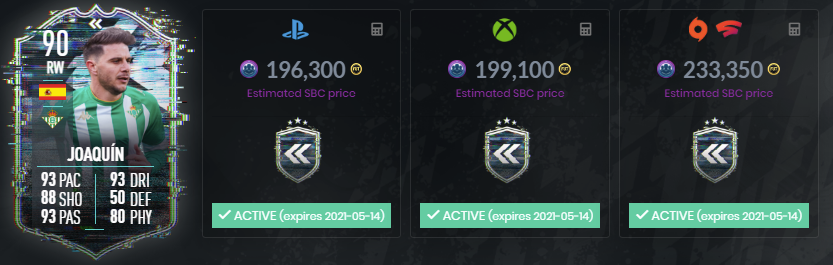 90
RW
JOAQUÍN
93 PAC 93 DRI
88 SHO 50 DEF
93 PAS 80 PHY
196,300
Estimated SBC price
ACTIVE (expires 2021-05-14)
199,100
Estimated SBC price
ACTIVE (expires 2021-05-14)
233,350
Estimated SBC price
ACTIVE (expires 2021-05-14)